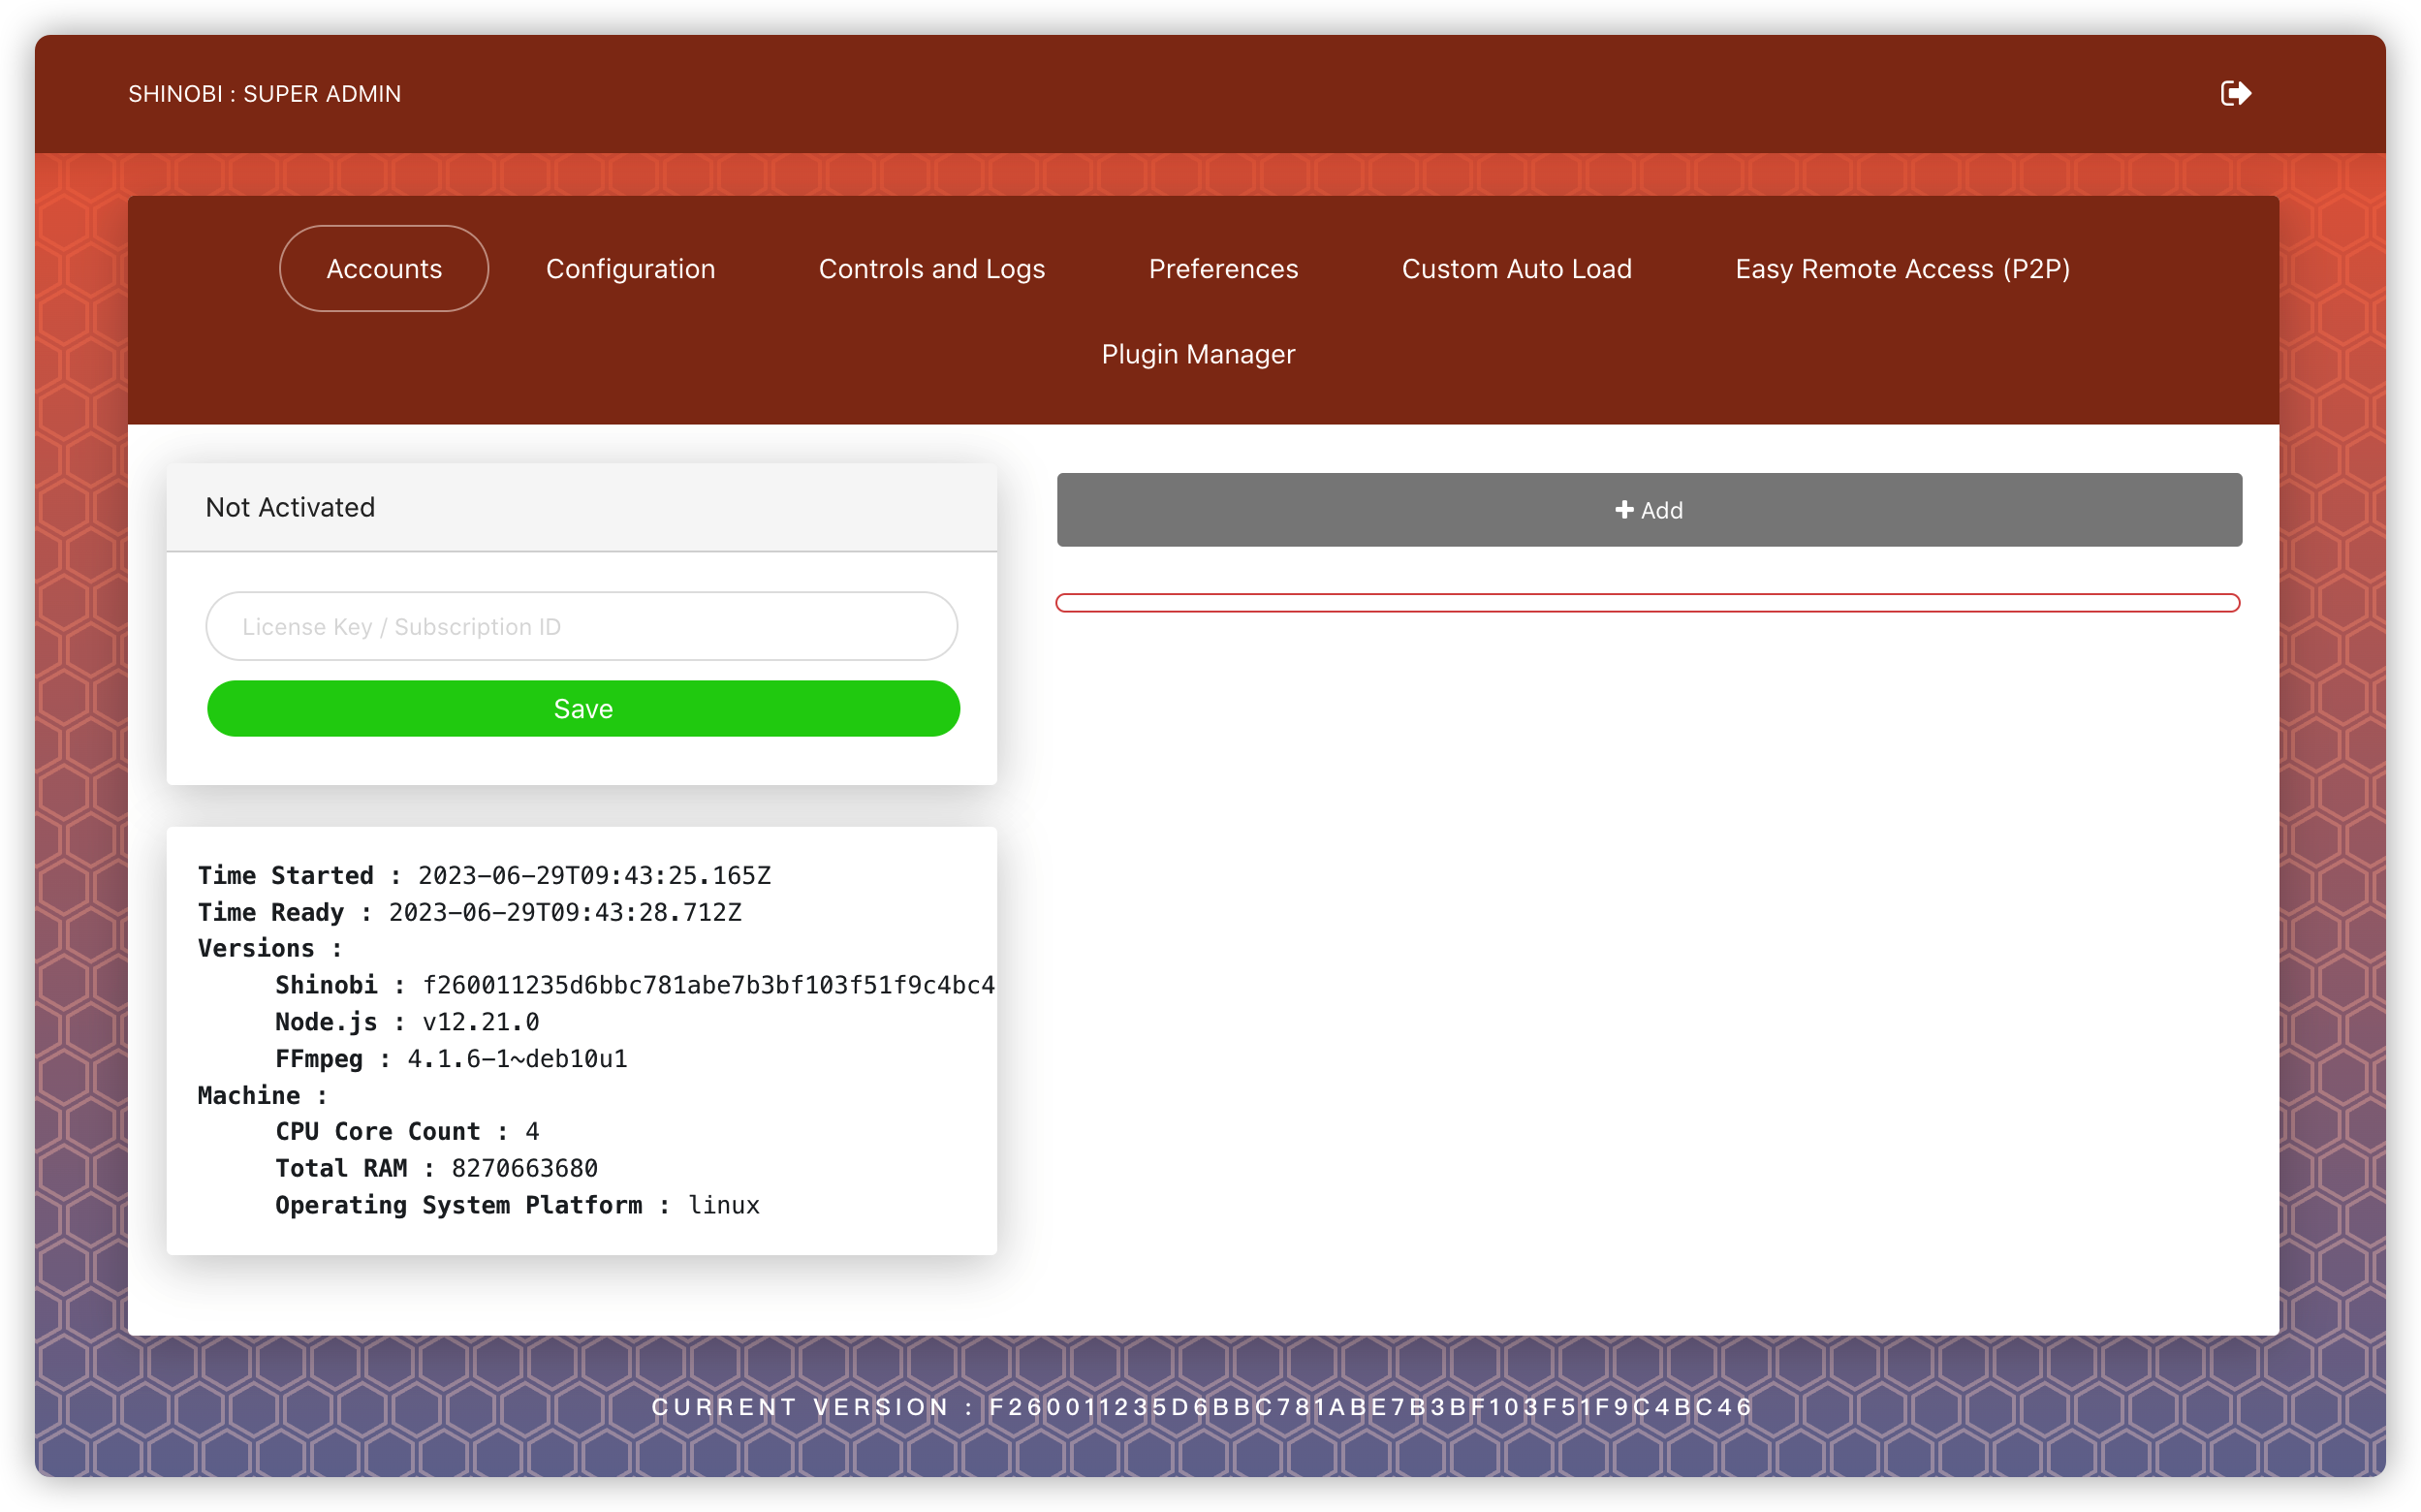 SHINOBI : SUPER ADMIN
Accounts
Configuration
Controls and Logs
Preferences
Custom Auto Load
Easy Remote Access (P2P)
Plugin Manager
Not Activated
License Key / Subscription ID
Save
Add
Time Started : 2023-06-29T09:43:25.165Z
Time Ready : 2023-06-29T09:43:28.712Z
Versions :
Shinobi : f260011235d6bbc781abe7b3bf103f51f9c4bc4
Node.js : v12.21.0
FFmpeg : 4.1.6-1~deb10u1
Machine :
CPU Core Count : 4
Total RAM : 8270663680
Operating System Platform : linux
CURRENT VERSION : F260011235D6BBC781ABE7B3BF103F51F9C4BC46